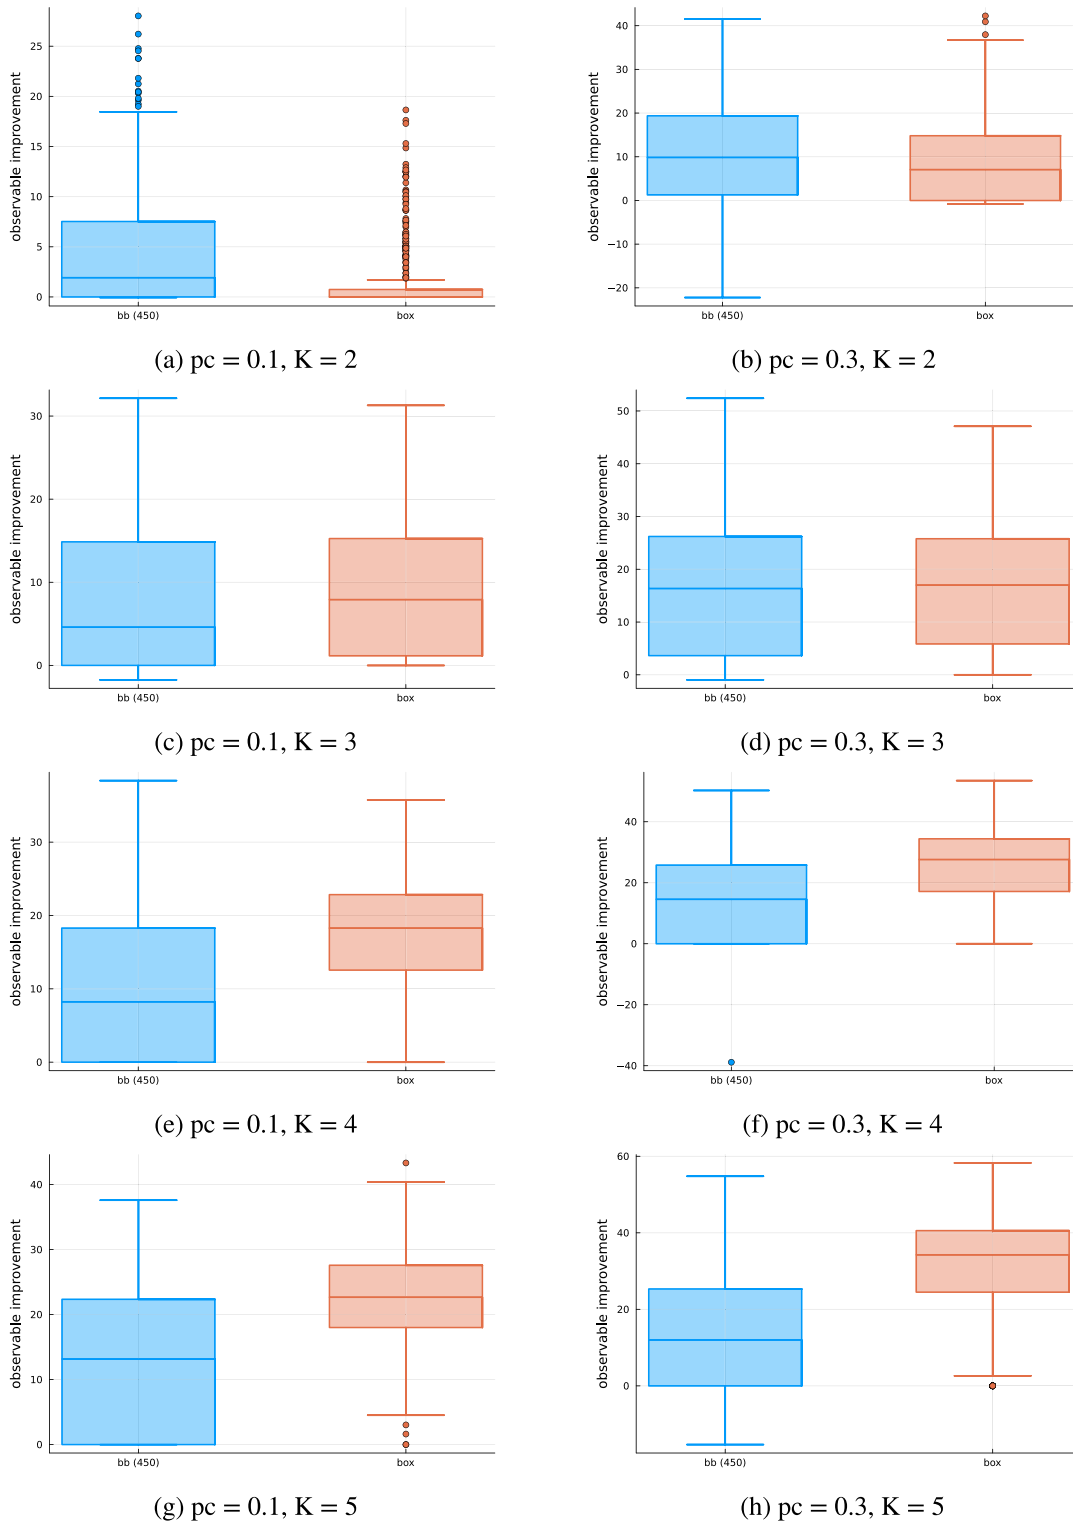 observable improvement
25
20
15
10
5
0
bb (450) box
(a) pc = 0.1, K = 2
observable improvement
40
30
20
10
0
−10
−20
bb (450) box
(b) pc = 0.3, K = 2
observable improvement
30
20
10
0
bb (450) box
(c) pc = 0.1, K = 3
observable improvement
50
40
30
20
10
0
bb (450) box
(d) pc = 0.3, K = 3
observable improvement
30
20
10
0
bb (450) box
(e) pc = 0.1, K = 4
observable improvement
40
20
0
−20
−40
bb (450) box
(f) pc = 0.3, K = 4
observable improvement
40
30
20
10
0
bb (450) box
(g) pc = 0.1, K = 5
observable improvement
60
40
20
0
bb (450) box
(h) pc = 0.3, K = 5